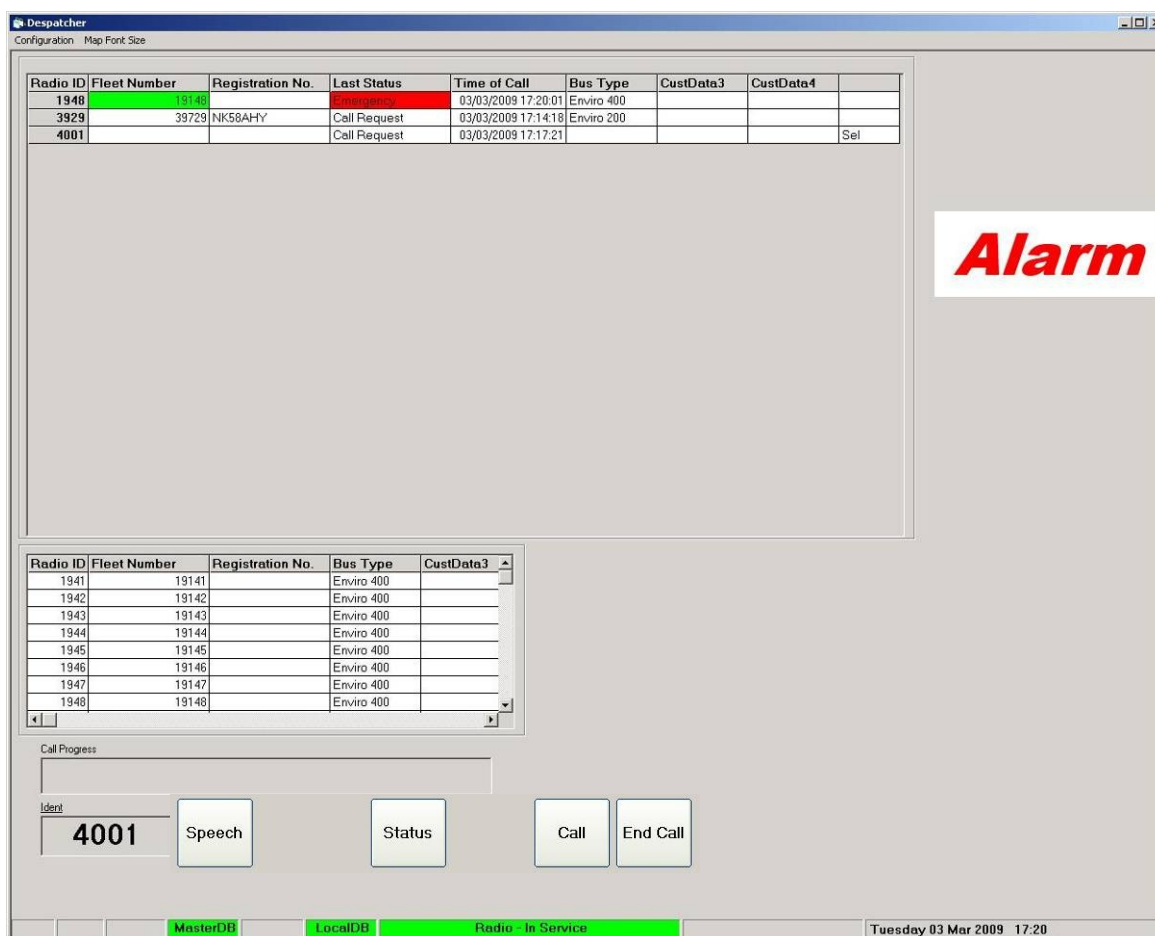 Despatcher
Configuration Map Font Size
Radio ID Fleet Number Registration No. Last Status Time of Call Bus Type CustData3 CustData4
1948 19148 Emergency 03/03/2009 17:20:01 Enviro 400
3929 39729 NK58AHY Call Request 03/03/2009 17:14:18 Enviro 200
4001 Call Request 03/03/2009 17:17:21 Sel
Alarm
Radio ID Fleet Number Registration No. Bus Type CustData3
1941 19141 Enviro 400
1942 19142 Enviro 400
1943 19143 Enviro 400
1944 19144 Enviro 400
1945 19145 Enviro 400
1946 19146 Enviro 400
1947 19147 Enviro 400
1948 19148 Enviro 400
Call Progress
Ident
4001 Speech Status Call End Call
MasterDB LocalDB Radio - In Service Tuesday 03 Mar 2009 17:20